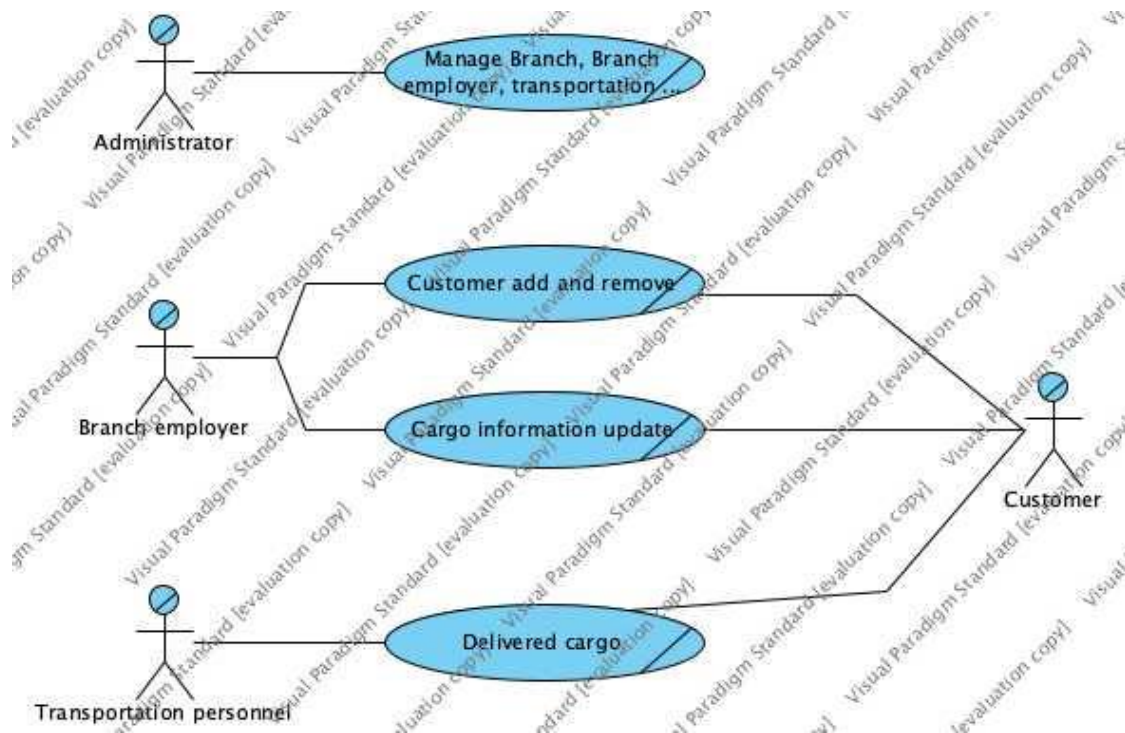 Manage Branch, Branch
employer, transportation ...
Administrator
Customer add and remove
Branch employer
Cargo information update
Customer
Delivered cargo
Transportation personnel
Visual Paradigm Standard [evaluation copy]